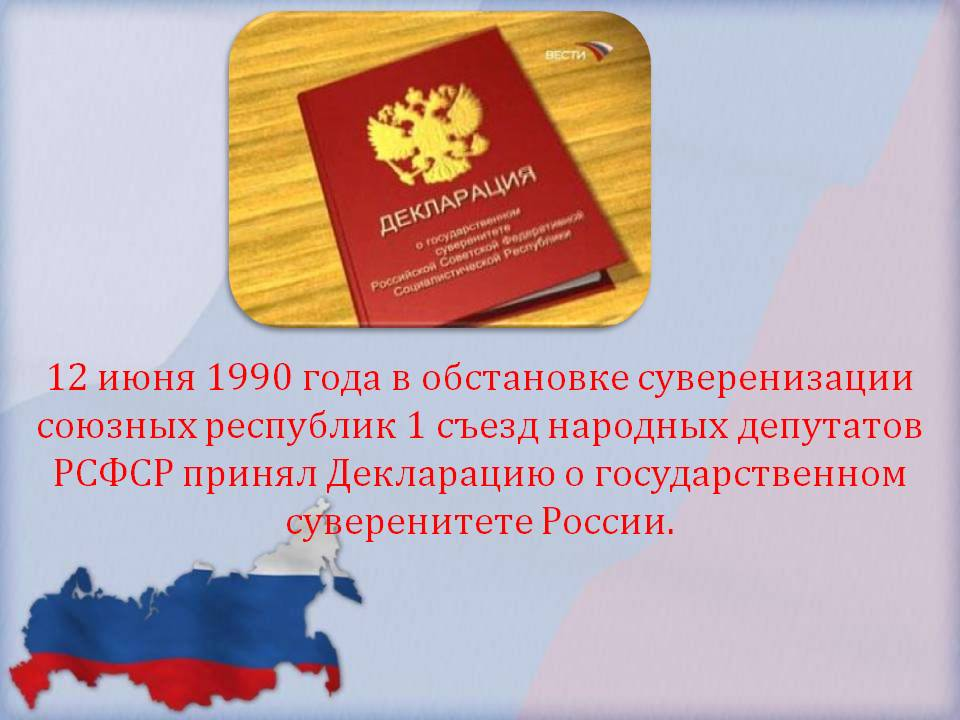 ВЕСТИ
ДЕКЛАРАЦИЯ
о государственном
суверенитете
Российской Советской Федеративной
Социалистической Республики
12 июня 1990 года в обстановке суверенизации
союзных республик 1 съезд народных депутатов
РСФСР принял Декларацию о государственном
суверенитете России.